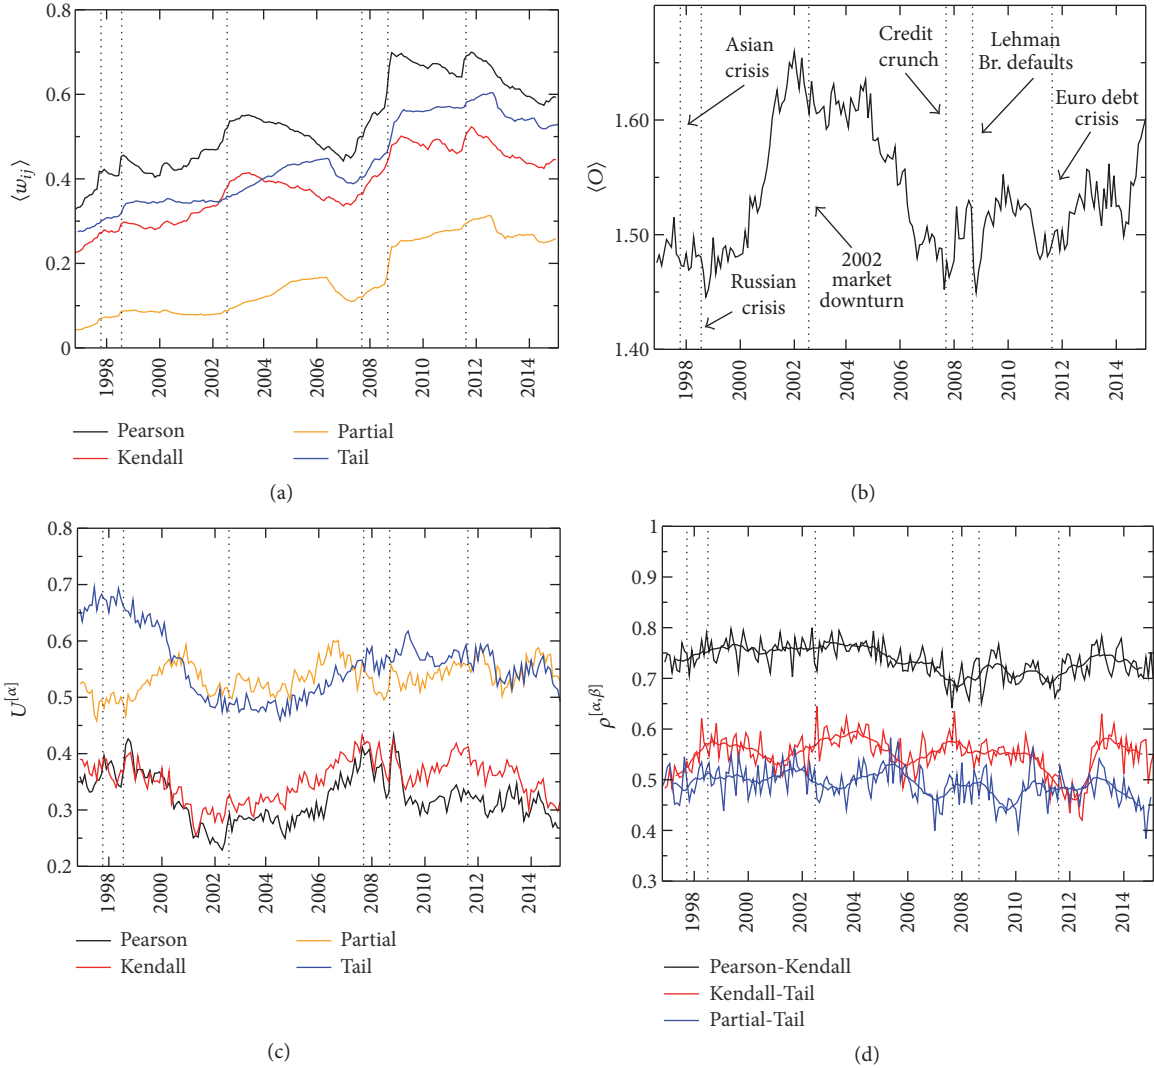 0.8
0.6
0.4
0.2
0
⟨w_ij⟩
1998
2000
2002
2004
2006
2008
2010
2012
2014
Pearson
Kendall
Partial
Tail
(a)
1.60
1.50
1.40
⟨O⟩
Asian
crisis
Credit
crunch
Lehman
Br. defaults
Euro debt
crisis
2002
market
downturn
Russian
crisis
1998
2000
2002
2004
2006
2008
2010
2012
2014
(b)
0.8
0.7
0.6
0.5
0.4
0.3
0.2
U^[α]
1998
2000
2002
2004
2006
2008
2010
2012
2014
Pearson
Kendall
Partial
Tail
(c)
1
0.9
0.8
0.7
0.6
0.5
0.4
0.3
ρ^[α,β]
1998
2000
2002
2004
2006
2008
2010
2012
2014
Pearson-Kendall
Kendall-Tail
Partial-Tail
(d)